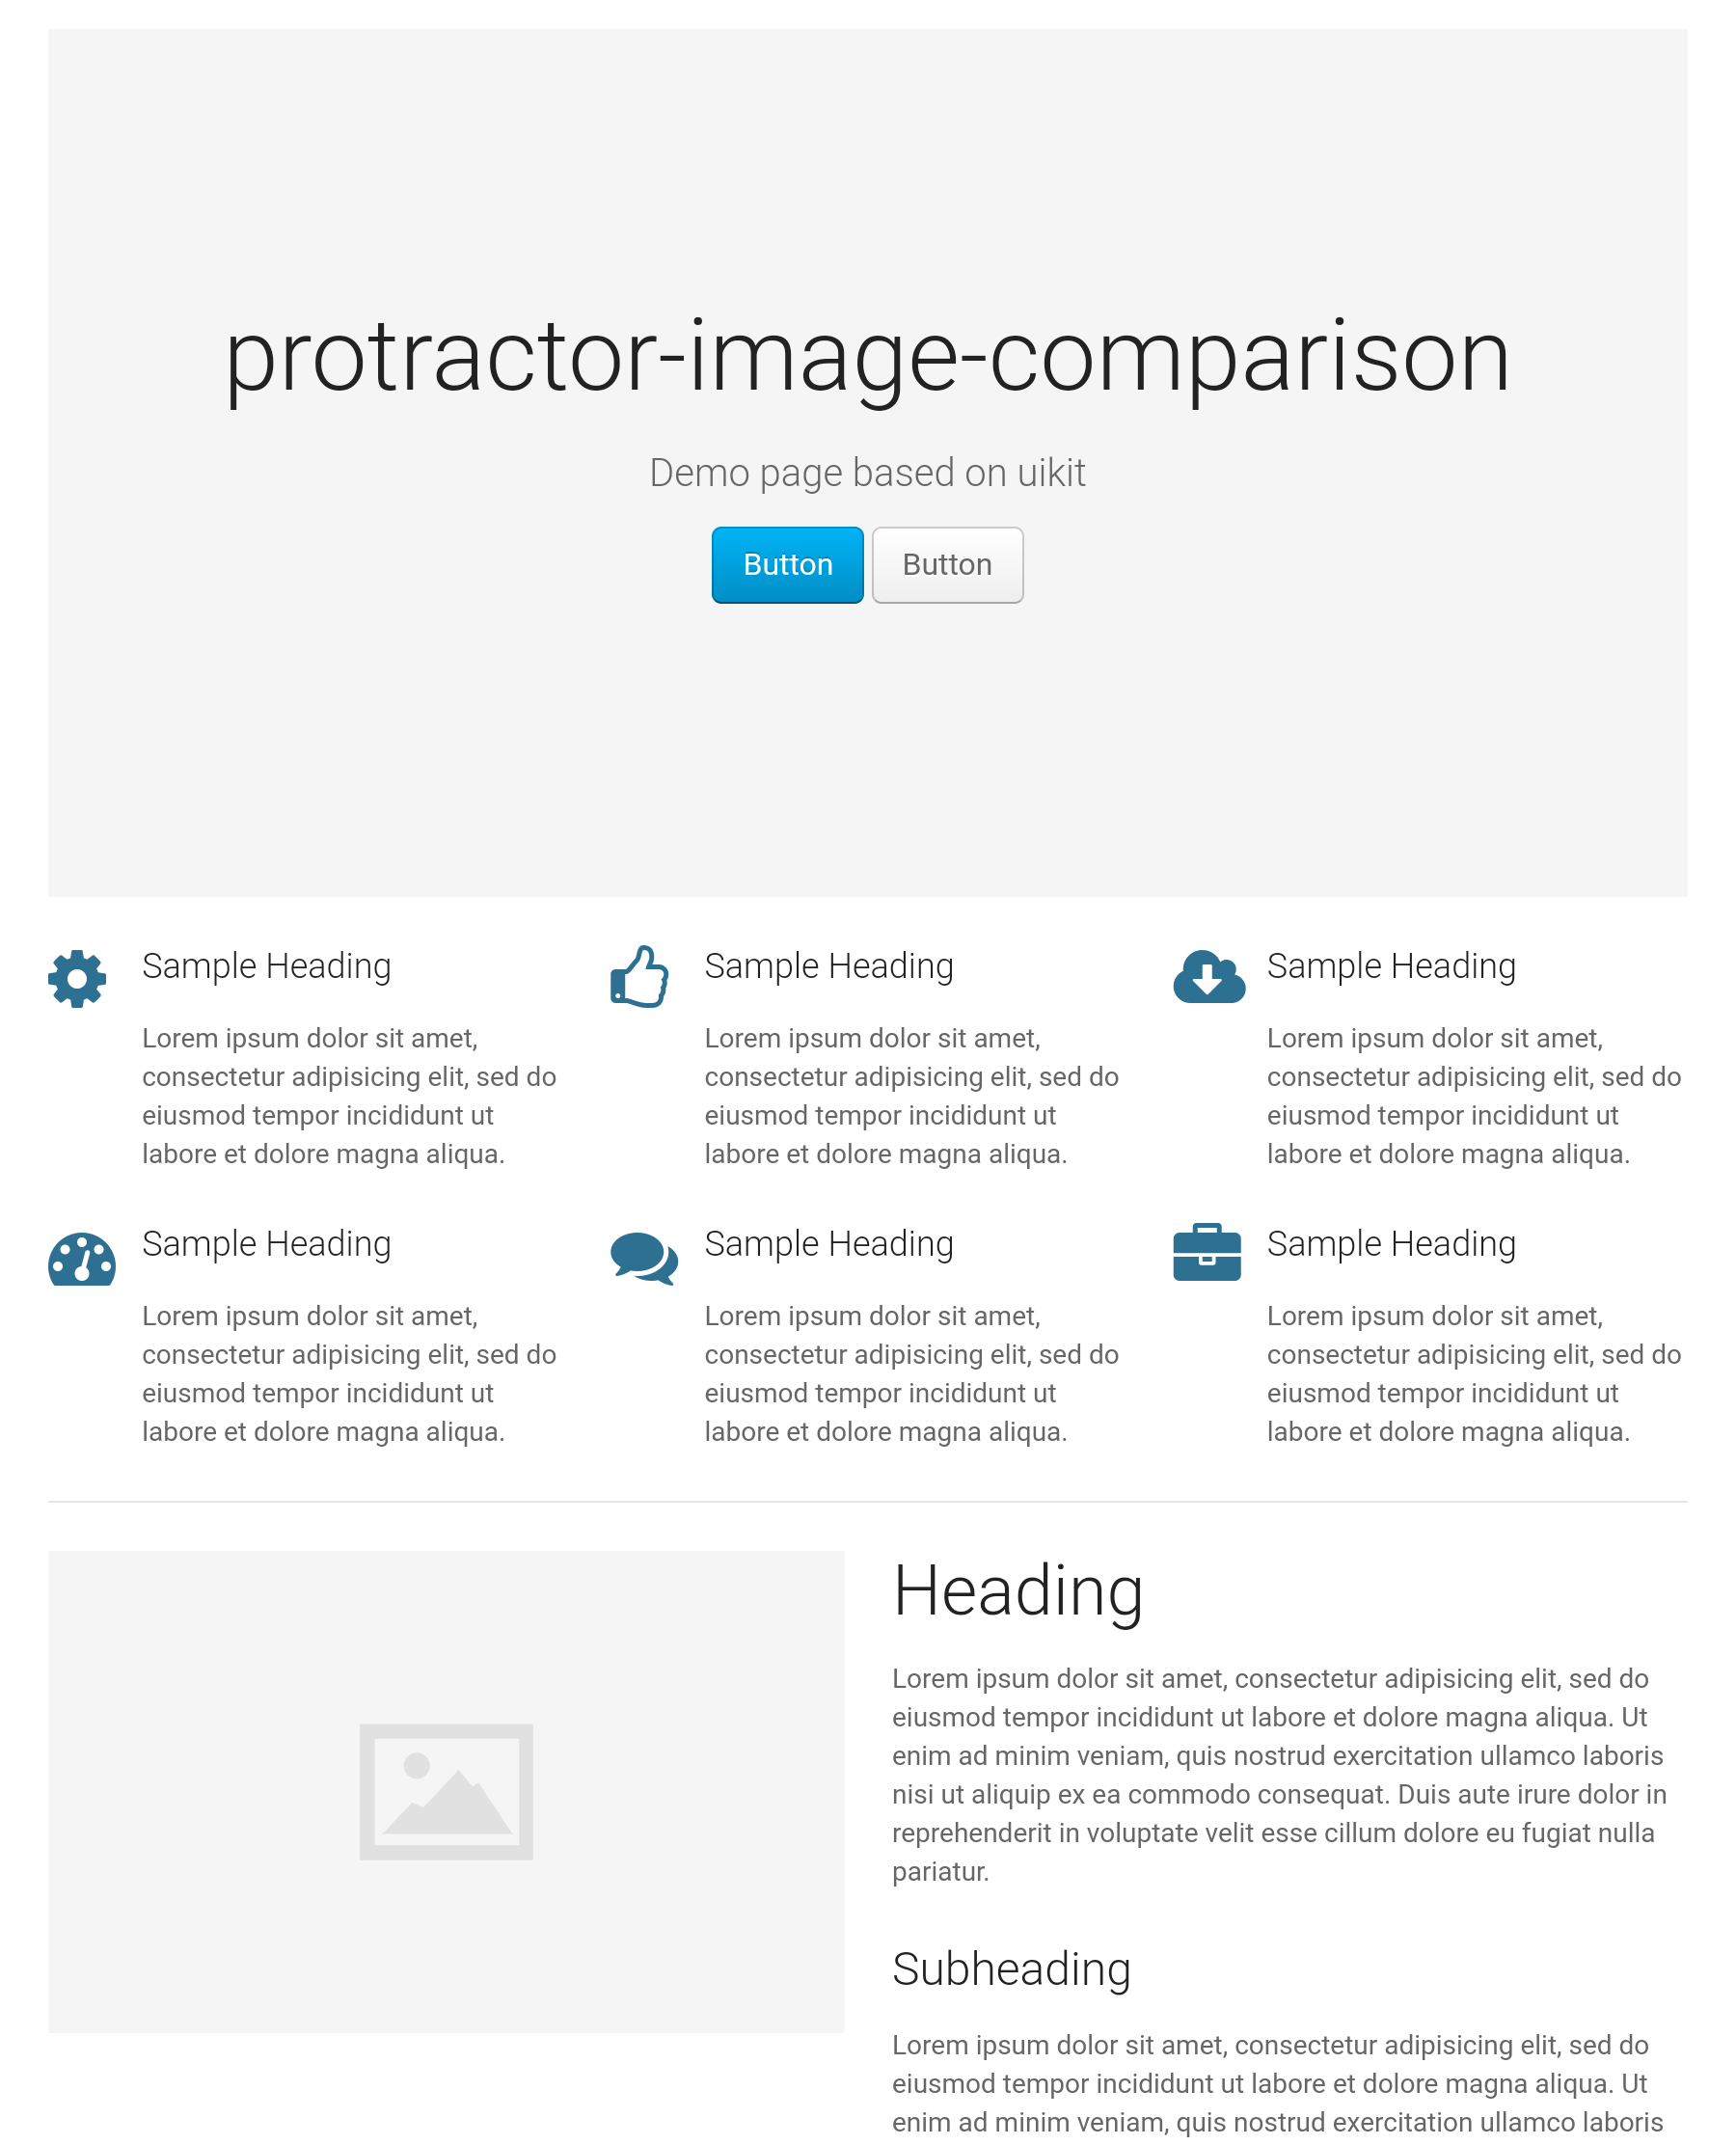 protractor-image-comparison
Demo page based on uikit
Button Button
Sample Heading
Lorem ipsum dolor sit amet,
consectetur adipisicing elit, sed do
eiusmod tempor incididunt ut
labore et dolore magna aliqua.
Sample Heading
Lorem ipsum dolor sit amet,
consectetur adipisicing elit, sed do
eiusmod tempor incididunt ut
labore et dolore magna aliqua.
Sample Heading
Lorem ipsum dolor sit amet,
consectetur adipisicing elit, sed do
eiusmod tempor incididunt ut
labore et dolore magna aliqua.
Sample Heading
Lorem ipsum dolor sit amet,
consectetur adipisicing elit, sed do
eiusmod tempor incididunt ut
labore et dolore magna aliqua.
Sample Heading
Lorem ipsum dolor sit amet,
consectetur adipisicing elit, sed do
eiusmod tempor incididunt ut
labore et dolore magna aliqua.
Sample Heading
Lorem ipsum dolor sit amet,
consectetur adipisicing elit, sed do
eiusmod tempor incididunt ut
labore et dolore magna aliqua.
Heading
Lorem ipsum dolor sit amet, consectetur adipisicing elit, sed do
eiusmod tempor incididunt ut labore et dolore magna aliqua. Ut
enim ad minim veniam, quis nostrud exercitation ullamco laboris
nisi ut aliquip ex ea commodo consequat. Duis aute irure dolor in
reprehenderit in voluptate velit esse cillum dolore eu fugiat nulla
pariatur.
Subheading
Lorem ipsum dolor sit amet, consectetur adipisicing elit, sed do
eiusmod tempor incididunt ut labore et dolore magna aliqua. Ut
enim ad minim veniam, quis nostrud exercitation ullamco laboris